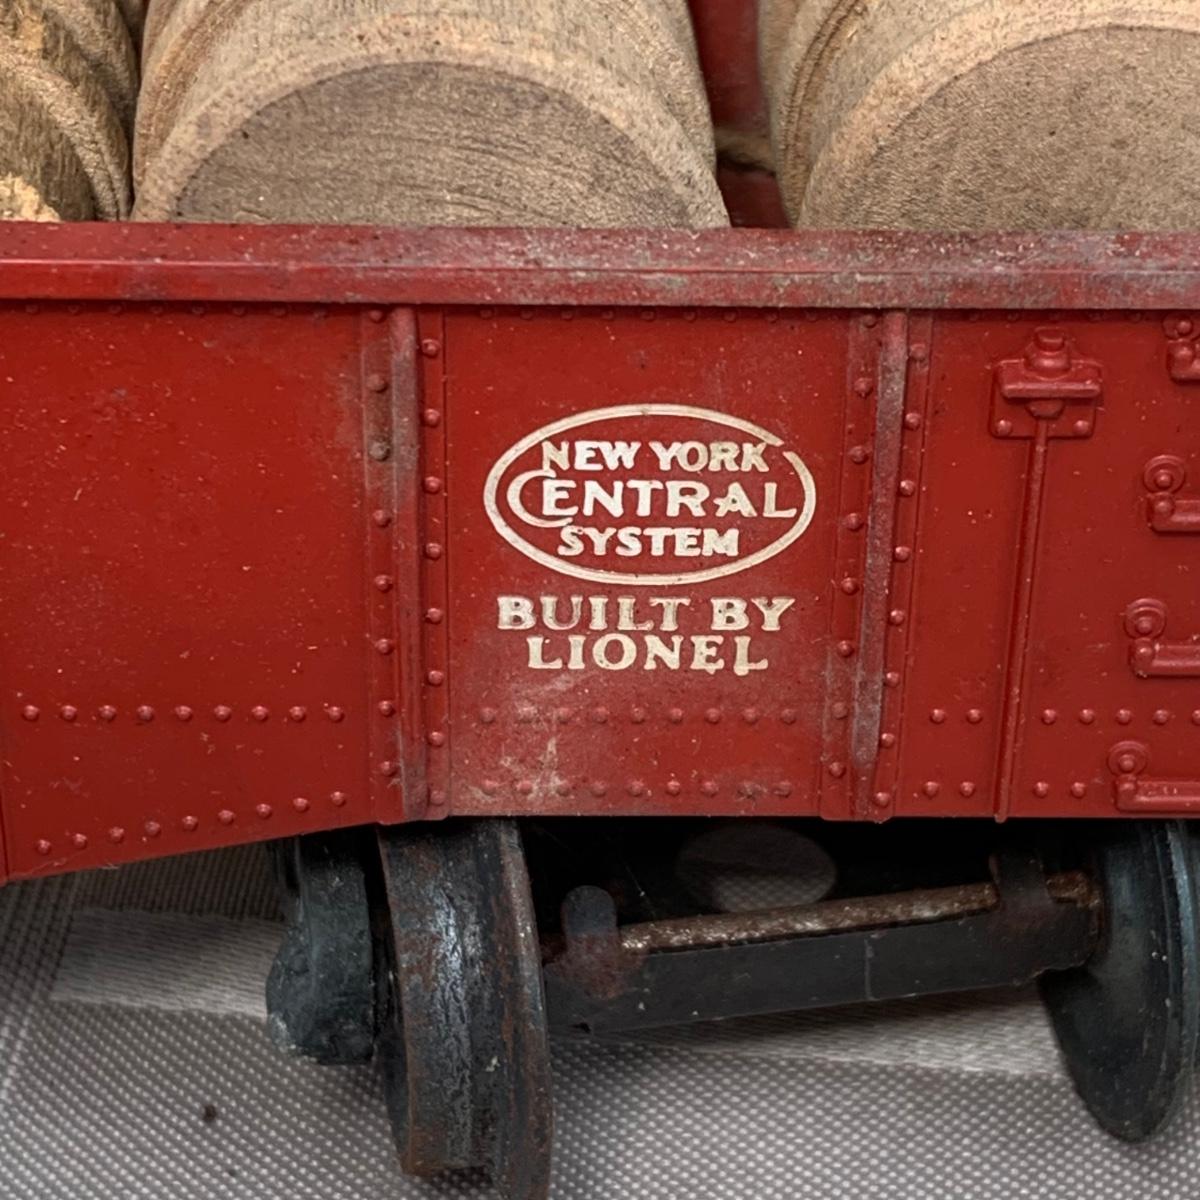 NEW YORK
CENTRAL
SYSTEM
BUILT BY
LIONEL